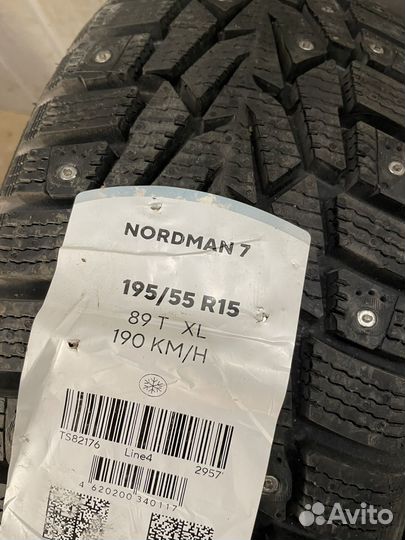 NORDMAN 7
195/55 R15
89 T XL
190 KM/H
TS82176 Line4 2957
4 620200 340117
Avito